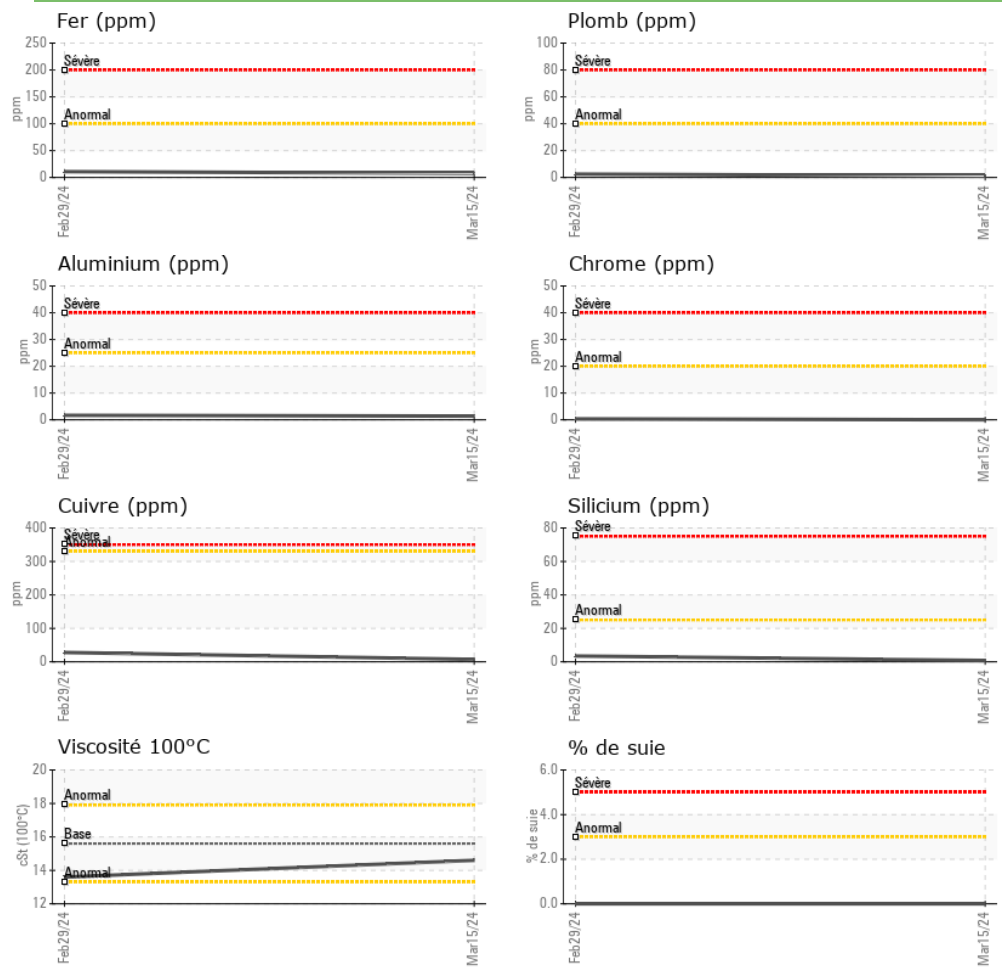 Fer (ppm)
250
200
150
100
50
0
ppm
Sévère
Anormal
Feb29/24
Mar15/24
Plomb (ppm)
100
80
60
40
20
0
ppm
Sévère
Anormal
Feb29/24
Mar15/24
Aluminium (ppm)
50
40
30
20
10
0
ppm
Sévère
Anormal
Feb29/24
Mar15/24
Chrome (ppm)
50
40
30
20
10
0
ppm
Sévère
Anormal
Feb29/24
Mar15/24
Cuivre (ppm)
400
300
200
100
0
ppm
Sévère
Anormal
Feb29/24
Mar15/24
Silicium (ppm)
80
60
40
20
0
ppm
Sévère
Anormal
Feb29/24
Mar15/24
Viscosité 100°C
20
18
16
14
12
cSt (100°C)
Anormal
Base
Anormal
Feb29/24
Mar15/24
% de suie
6.0
4.0
2.0
0.0
% de suie
Sévère
Anormal
Feb29/24
Mar15/24